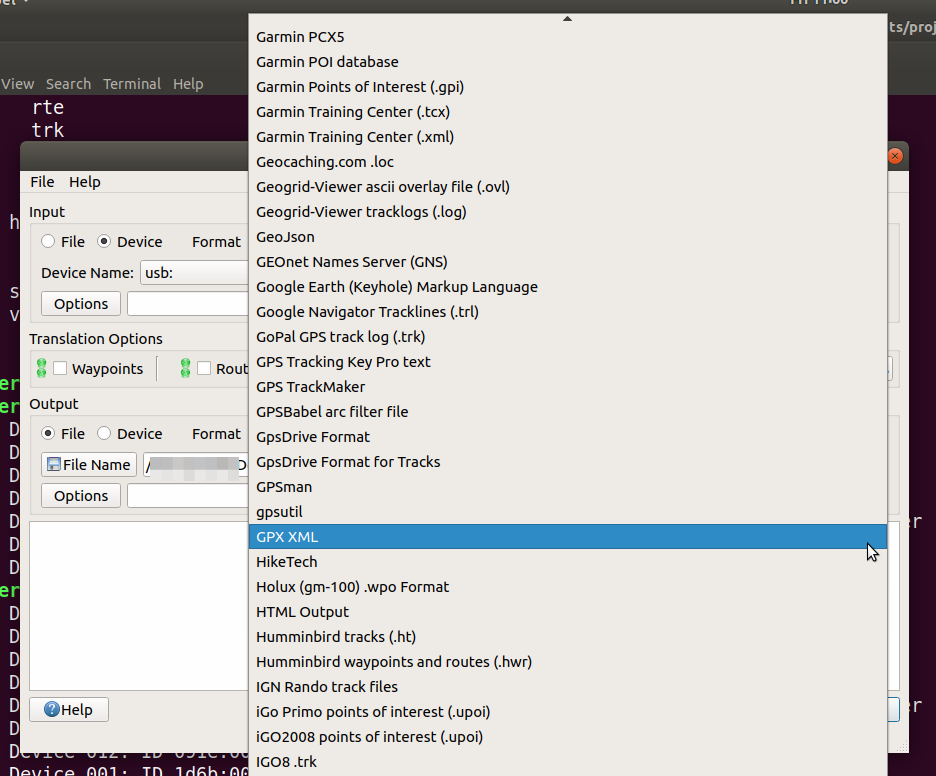 View Search Terminal Help
rte
trk
File Help
Input
File Device Format
Device Name: usb:
Options
Translation Options
Waypoints Rout
Output
File Device Format
File Name
Options
Help
Garmin PCX5
Garmin POI database
Garmin Points of Interest (.gpi)
Garmin Training Center (.tcx)
Garmin Training Center (.xml)
Geocaching.com .loc
Geogrid-Viewer ascii overlay file (.ovl)
Geogrid-Viewer tracklogs (.log)
GeoJson
GEOnet Names Server (GNS)
Google Earth (Keyhole) Markup Language
Google Navigator Tracklines (.trl)
GoPal GPS track log (.trk)
GPS Tracking Key Pro text
GPS TrackMaker
GPSBabel arc filter file
GpsDrive Format
GpsDrive Format for Tracks
GPSman
gpsutil
GPX XML
HikeTech
Holux (gm-100) .wpo Format
HTML Output
Humminbird tracks (.ht)
Humminbird waypoints and routes (.hwr)
IGN Rando track files
iGo Primo points of interest (.upoi)
iGO2008 points of interest (.upoi)
IGO8 .trk
ts/proj
Device 001: ID 1d6b:00